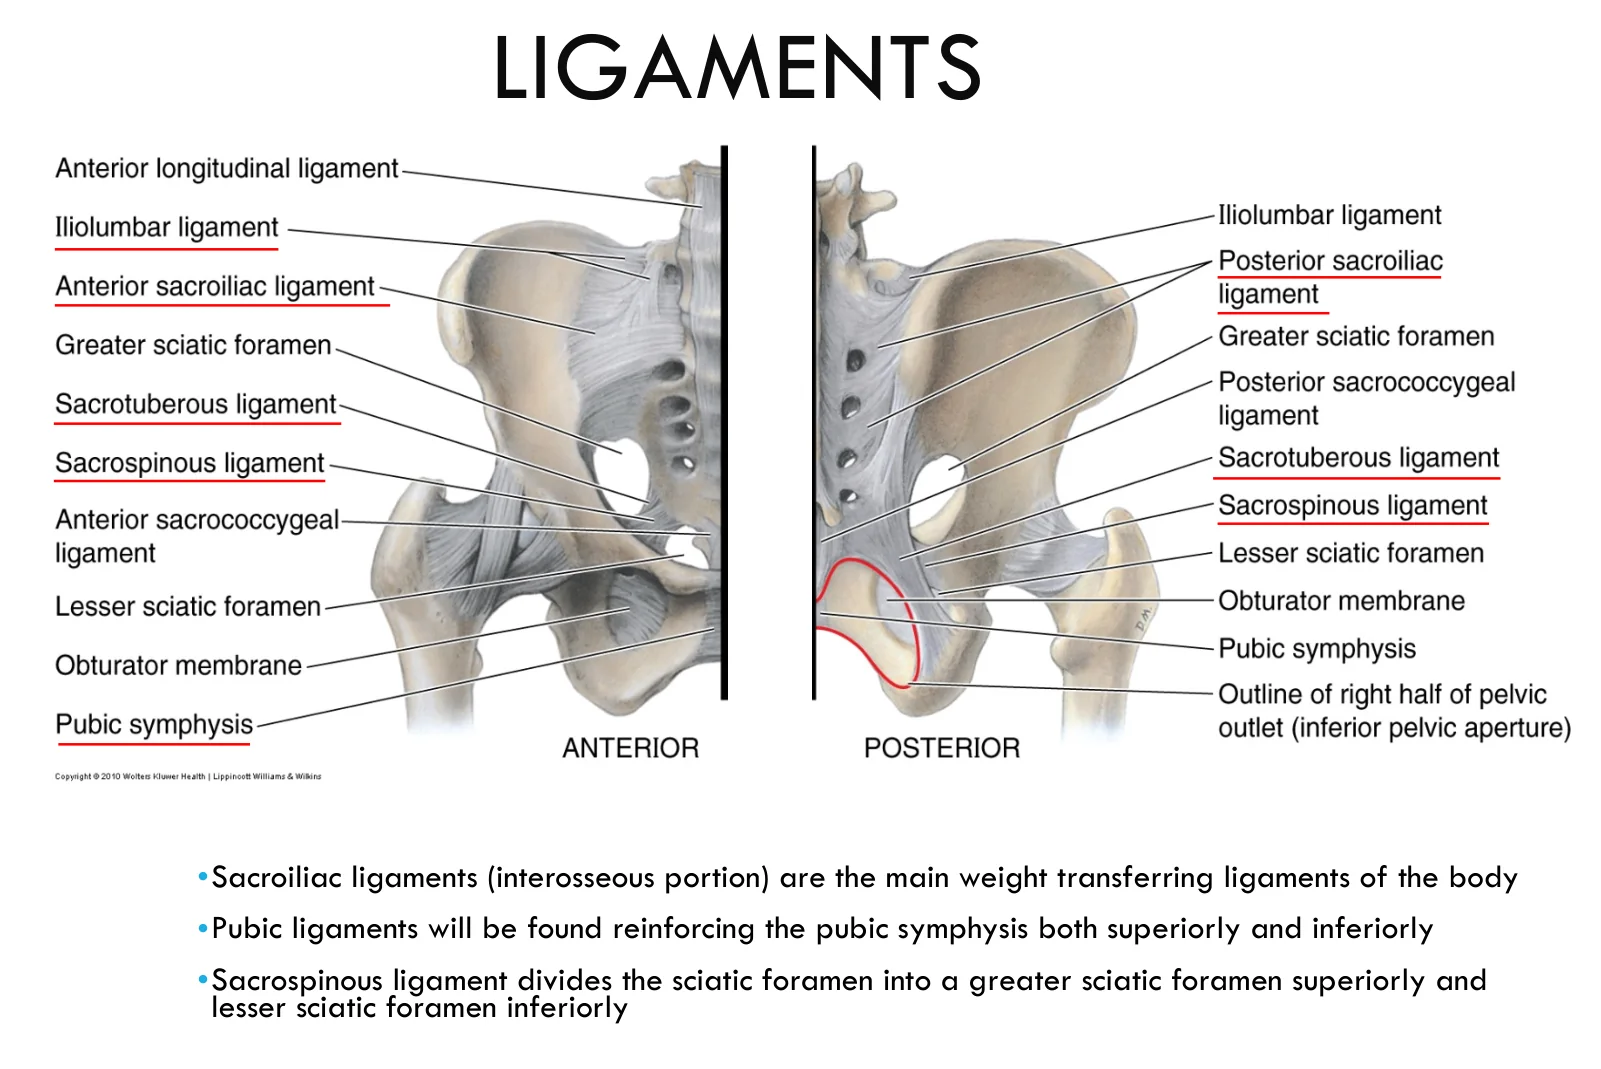 LIGAMENTS
Anterior longitudinal ligament
Iliolumbar ligament
Anterior sacroiliac ligament
Greater sciatic foramen
Sacrotuberous ligament
Sacrospinous ligament
Anterior sacrococcygeal
ligament
Lesser sciatic foramen
Obturator membrane
Pubic symphysis
Iliolumbar ligament
Posterior sacroiliac
ligament
Greater sciatic foramen
Posterior sacrococcygeal
ligament
Sacrotuberous ligament
Sacrospinous ligament
Lesser sciatic foramen
Obturator membrane
Pubic symphysis
Outline of right half of pelvic
outlet (inferior pelvic aperture)
D.M.
ANTERIOR
POSTERIOR
Copyright © 2010 Wolters Kluwer Health | Lippincott Williams & Wilkins
•Sacroiliac ligaments (interosseous portion) are the main weight transferring ligaments of the body
•Pubic ligaments will be found reinforcing the pubic symphysis both superiorly and inferiorly
•Sacrospinous ligament divides the sciatic foramen into a greater sciatic foramen superiorly and
lesser sciatic foramen inferiorly